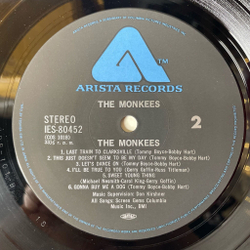 TM
ARISTA RECORDS
THE MONKEES
STEREO
IES-80452
2
THE MONKEES
1. LAST TRAIN TO CLARKSVILLE (Tommy Boyce-Bobby Hart)
2. THIS JUST DOESN'T SEEM TO BE MY DAY (Tommy Boyce-Bobby Hart)
3. LET'S DANCE ON (Tommy Boyce-Bobby Hart)
4. I'LL BE TRUE TO YOU (Gerry Goffin-Russ Titleman)
5. SWEET YOUNG THING
(Michael Nesmith-Carol King-Gerry Goffin)
6. GONNA BUY ME A DOG (Tommy Boyce-Bobby Hart)
Music Supervision: Don Kirshner
All Songs: Screen Gems Columbia
Music Inc., BMI